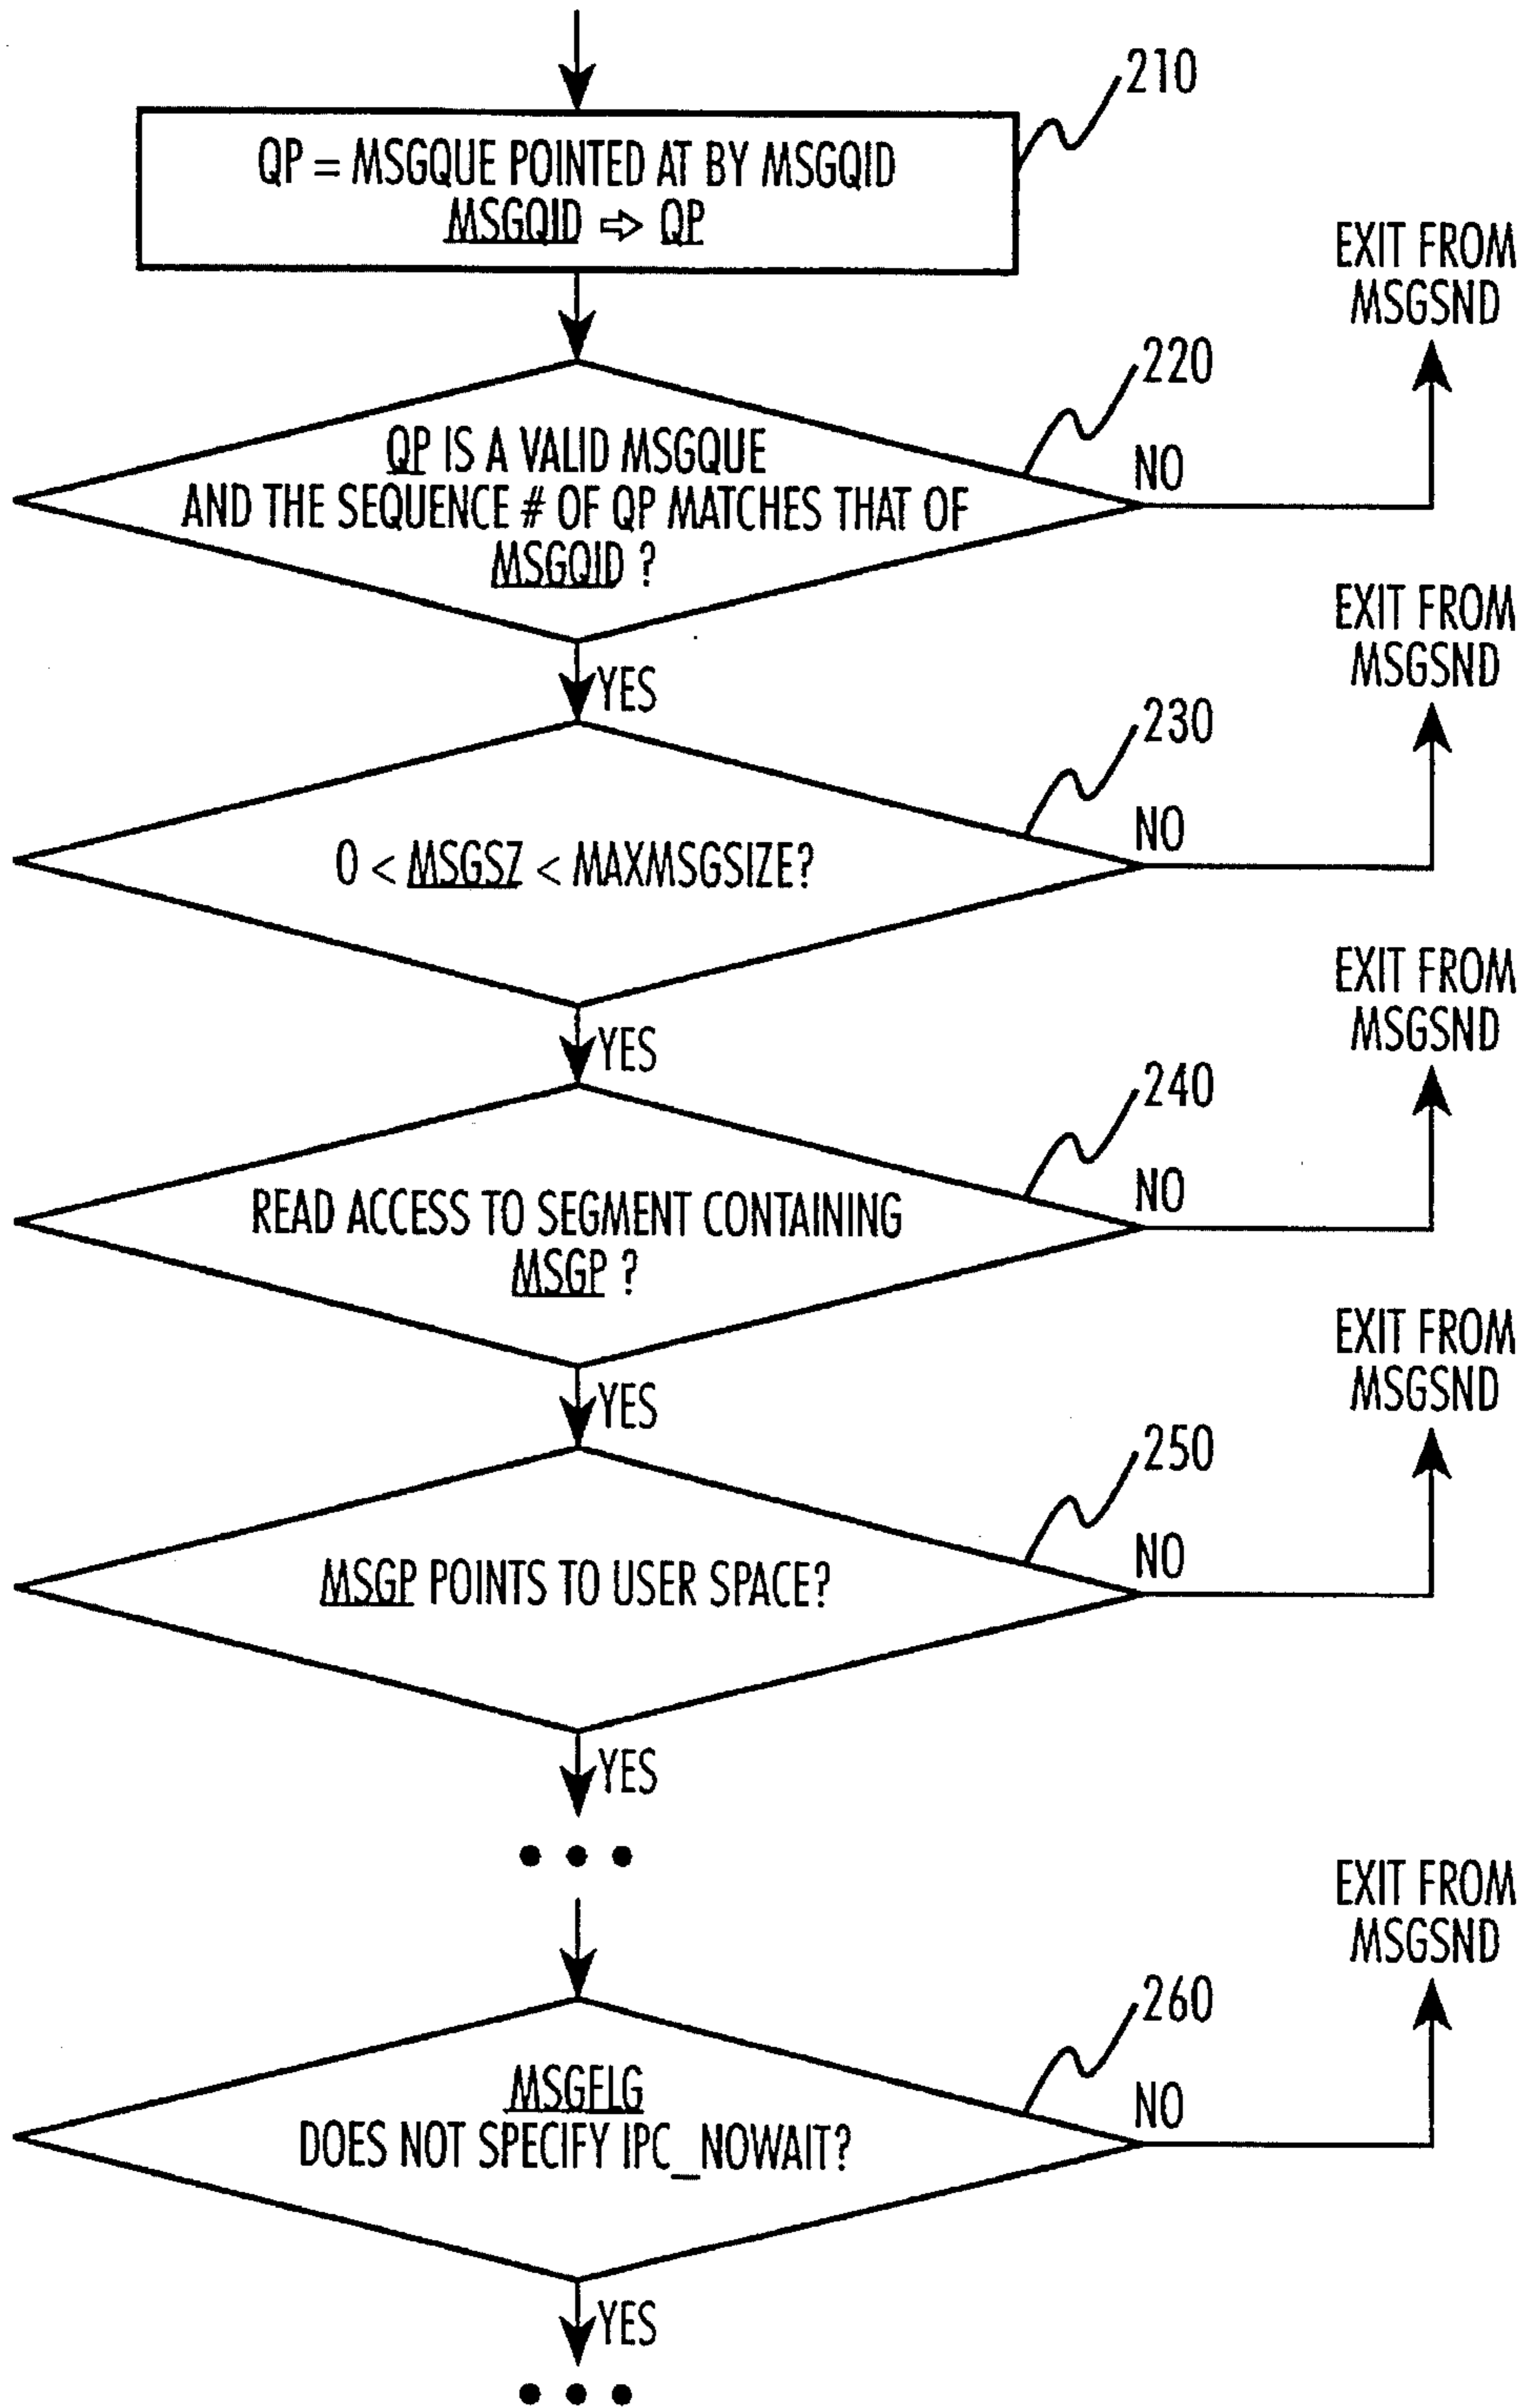 210
QP = MSGQUE POINTED AT BY MSGQID
MSGQID ⇨ QP
EXIT FROM
MSGSND
220
QP IS A VALID MSGQUE
AND THE SEQUENCE # OF QP MATCHES THAT OF
MSGQID ?
NO
YES
EXIT FROM
MSGSND
230
0 < MSGSZ < MAXMSGSIZE?
NO
YES
EXIT FROM
MSGSND
240
READ ACCESS TO SEGMENT CONTAINING
MSGP ?
NO
YES
EXIT FROM
MSGSND
250
MSGP POINTS TO USER SPACE?
NO
YES
• • •
EXIT FROM
MSGSND
260
MSGFLG
DOES NOT SPECIFY IPC_NOWAIT?
NO
YES
• • •